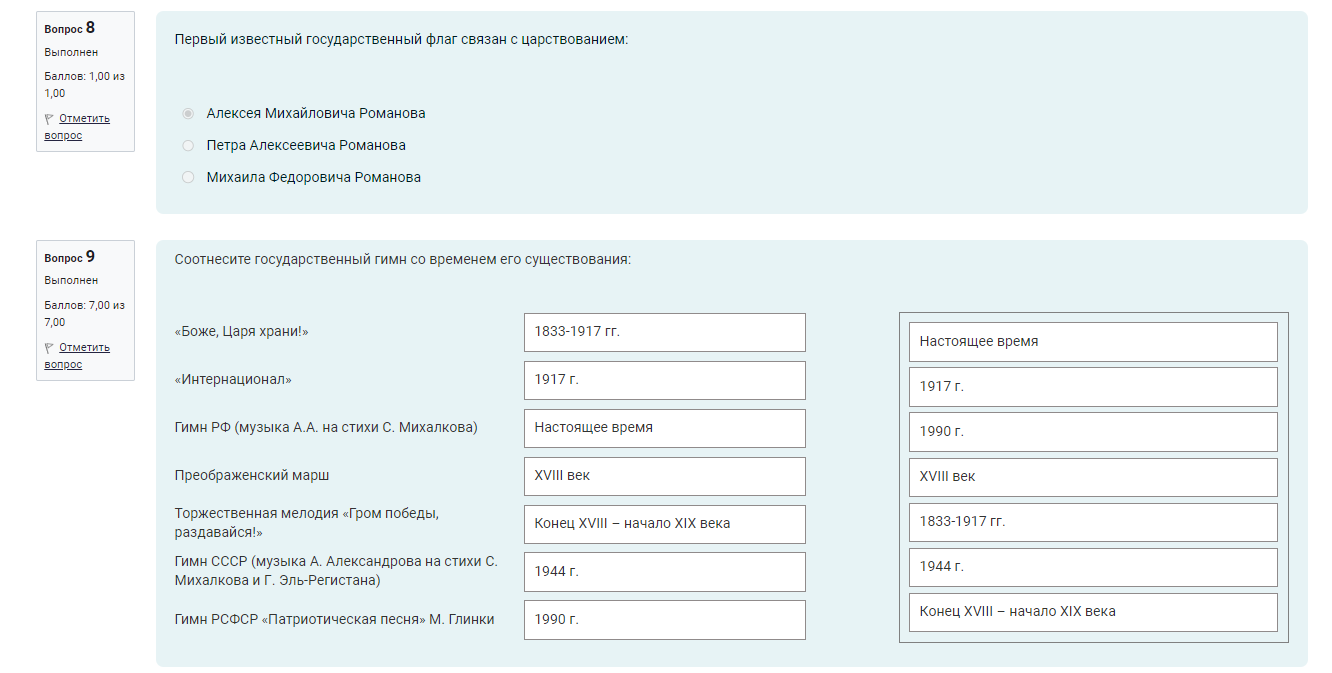 Вопрос 8
Выполнен
Баллов: 1,00 из
1,00
Отметить
вопрос
Первый известный государственный флаг связан с царствованием:
Алексея Михайловича Романова
Петра Алексеевича Романова
Михаила Федоровича Романова
Вопрос 9
Выполнен
Баллов: 7,00 из
7,00
Отметить
вопрос
Соотнесите государственный гимн со временем его существования:
«Боже, Царя храни!»
1833-1917 гг.
«Интернационал»
1917 г.
Гимн РФ (музыка А.А. на стихи С. Михалкова)
Настоящее время
Преображенский марш
XVIII век
Торжественная мелодия «Гром победы,
раздавайся!»
Конец XVIII – начало XIX века
Гимн СССР (музыка А. Александрова на стихи С.
Михалкова и Г. Эль-Регистана)
1944 г.
Гимн РСФСР «Патриотическая песня» М. Глинки
1990 г.
Настоящее время
1917 г.
1990 г.
XVIII век
1833-1917 гг.
1944 г.
Конец XVIII – начало XIX века